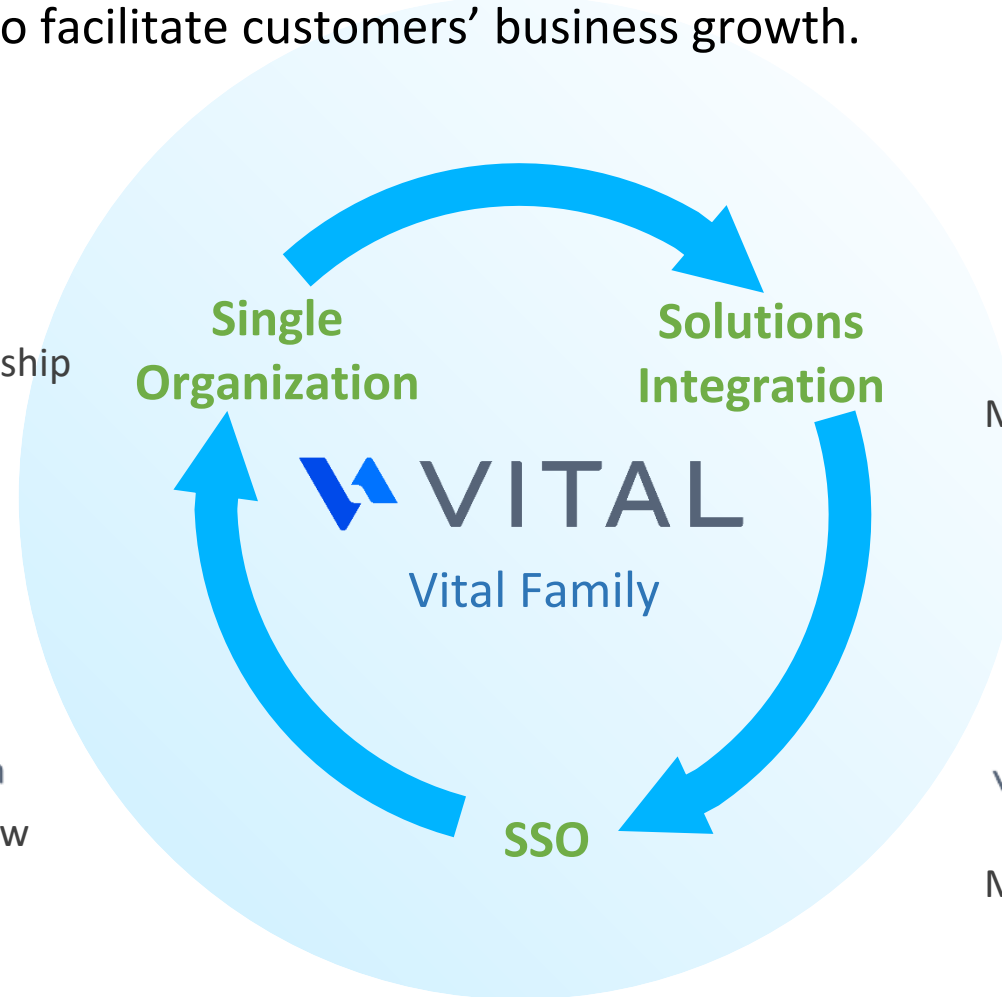 o facilitate customers’ business growth.
Single
Organization
Solutions
Integration
ship
M
VITAL
Vital Family
w
SSO
M